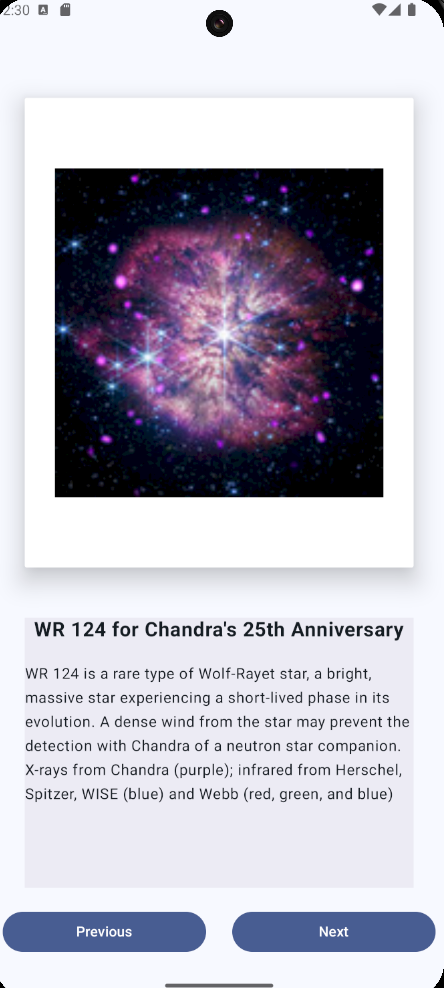 2:30
WR 124 for Chandra's 25th Anniversary
WR 124 is a rare type of Wolf-Rayet star, a bright,
massive star experiencing a short-lived phase in its
evolution. A dense wind from the star may prevent the
detection with Chandra of a neutron star companion.
X-rays from Chandra (purple); infrared from Herschel,
Spitzer, WISE (blue) and Webb (red, green, and blue)
Previous
Next